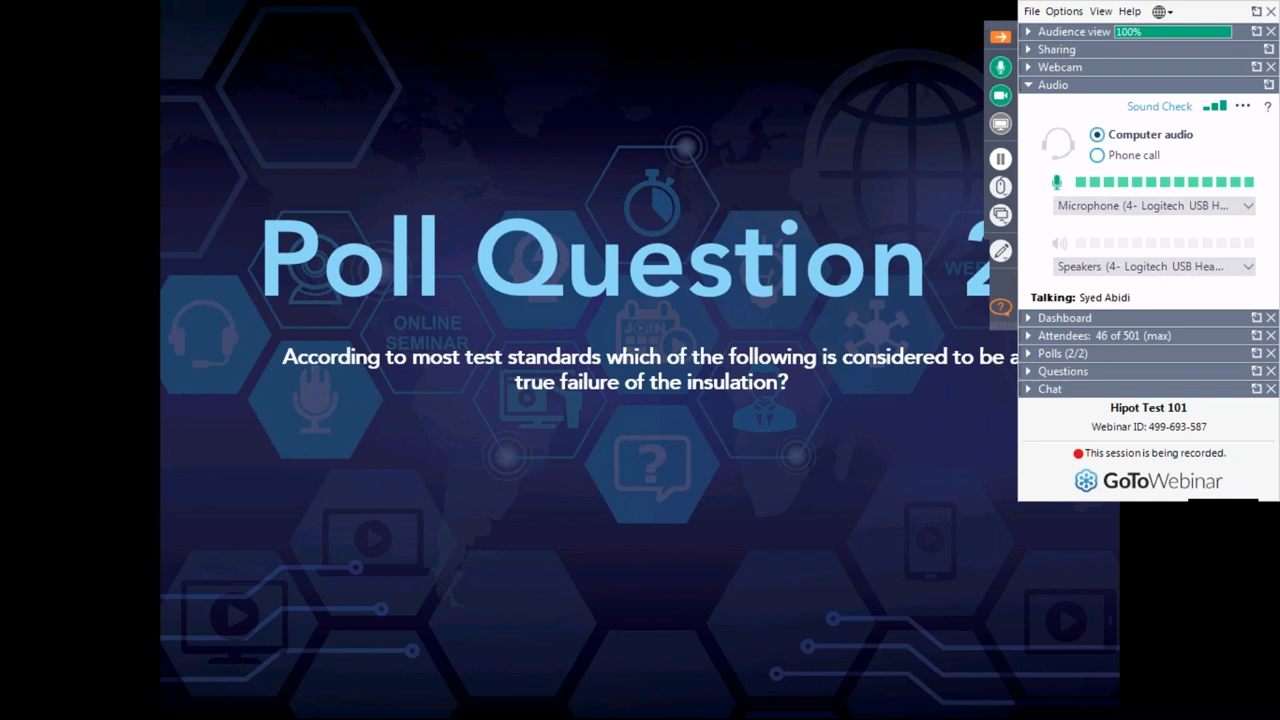 File Options View Help
Audience view 100%
Sharing
Webcam
Audio
Sound Check ?
Computer audio
Phone call
Microphone (4- Logitech USB H...
Speakers (4- Logitech USB Hea...
Talking: Syed Abidi
Dashboard
Attendees: 46 of 501 (max)
Polls (2/2)
Questions
Chat
Hipot Test 101
Webinar ID: 499-693-587
This session is being recorded.
GoToWebinar
Poll Question 2
According to most test standards which of the following is considered to be a
true failure of the insulation?
ONLINE
SEMINAR
JOIN
WEB
?
?